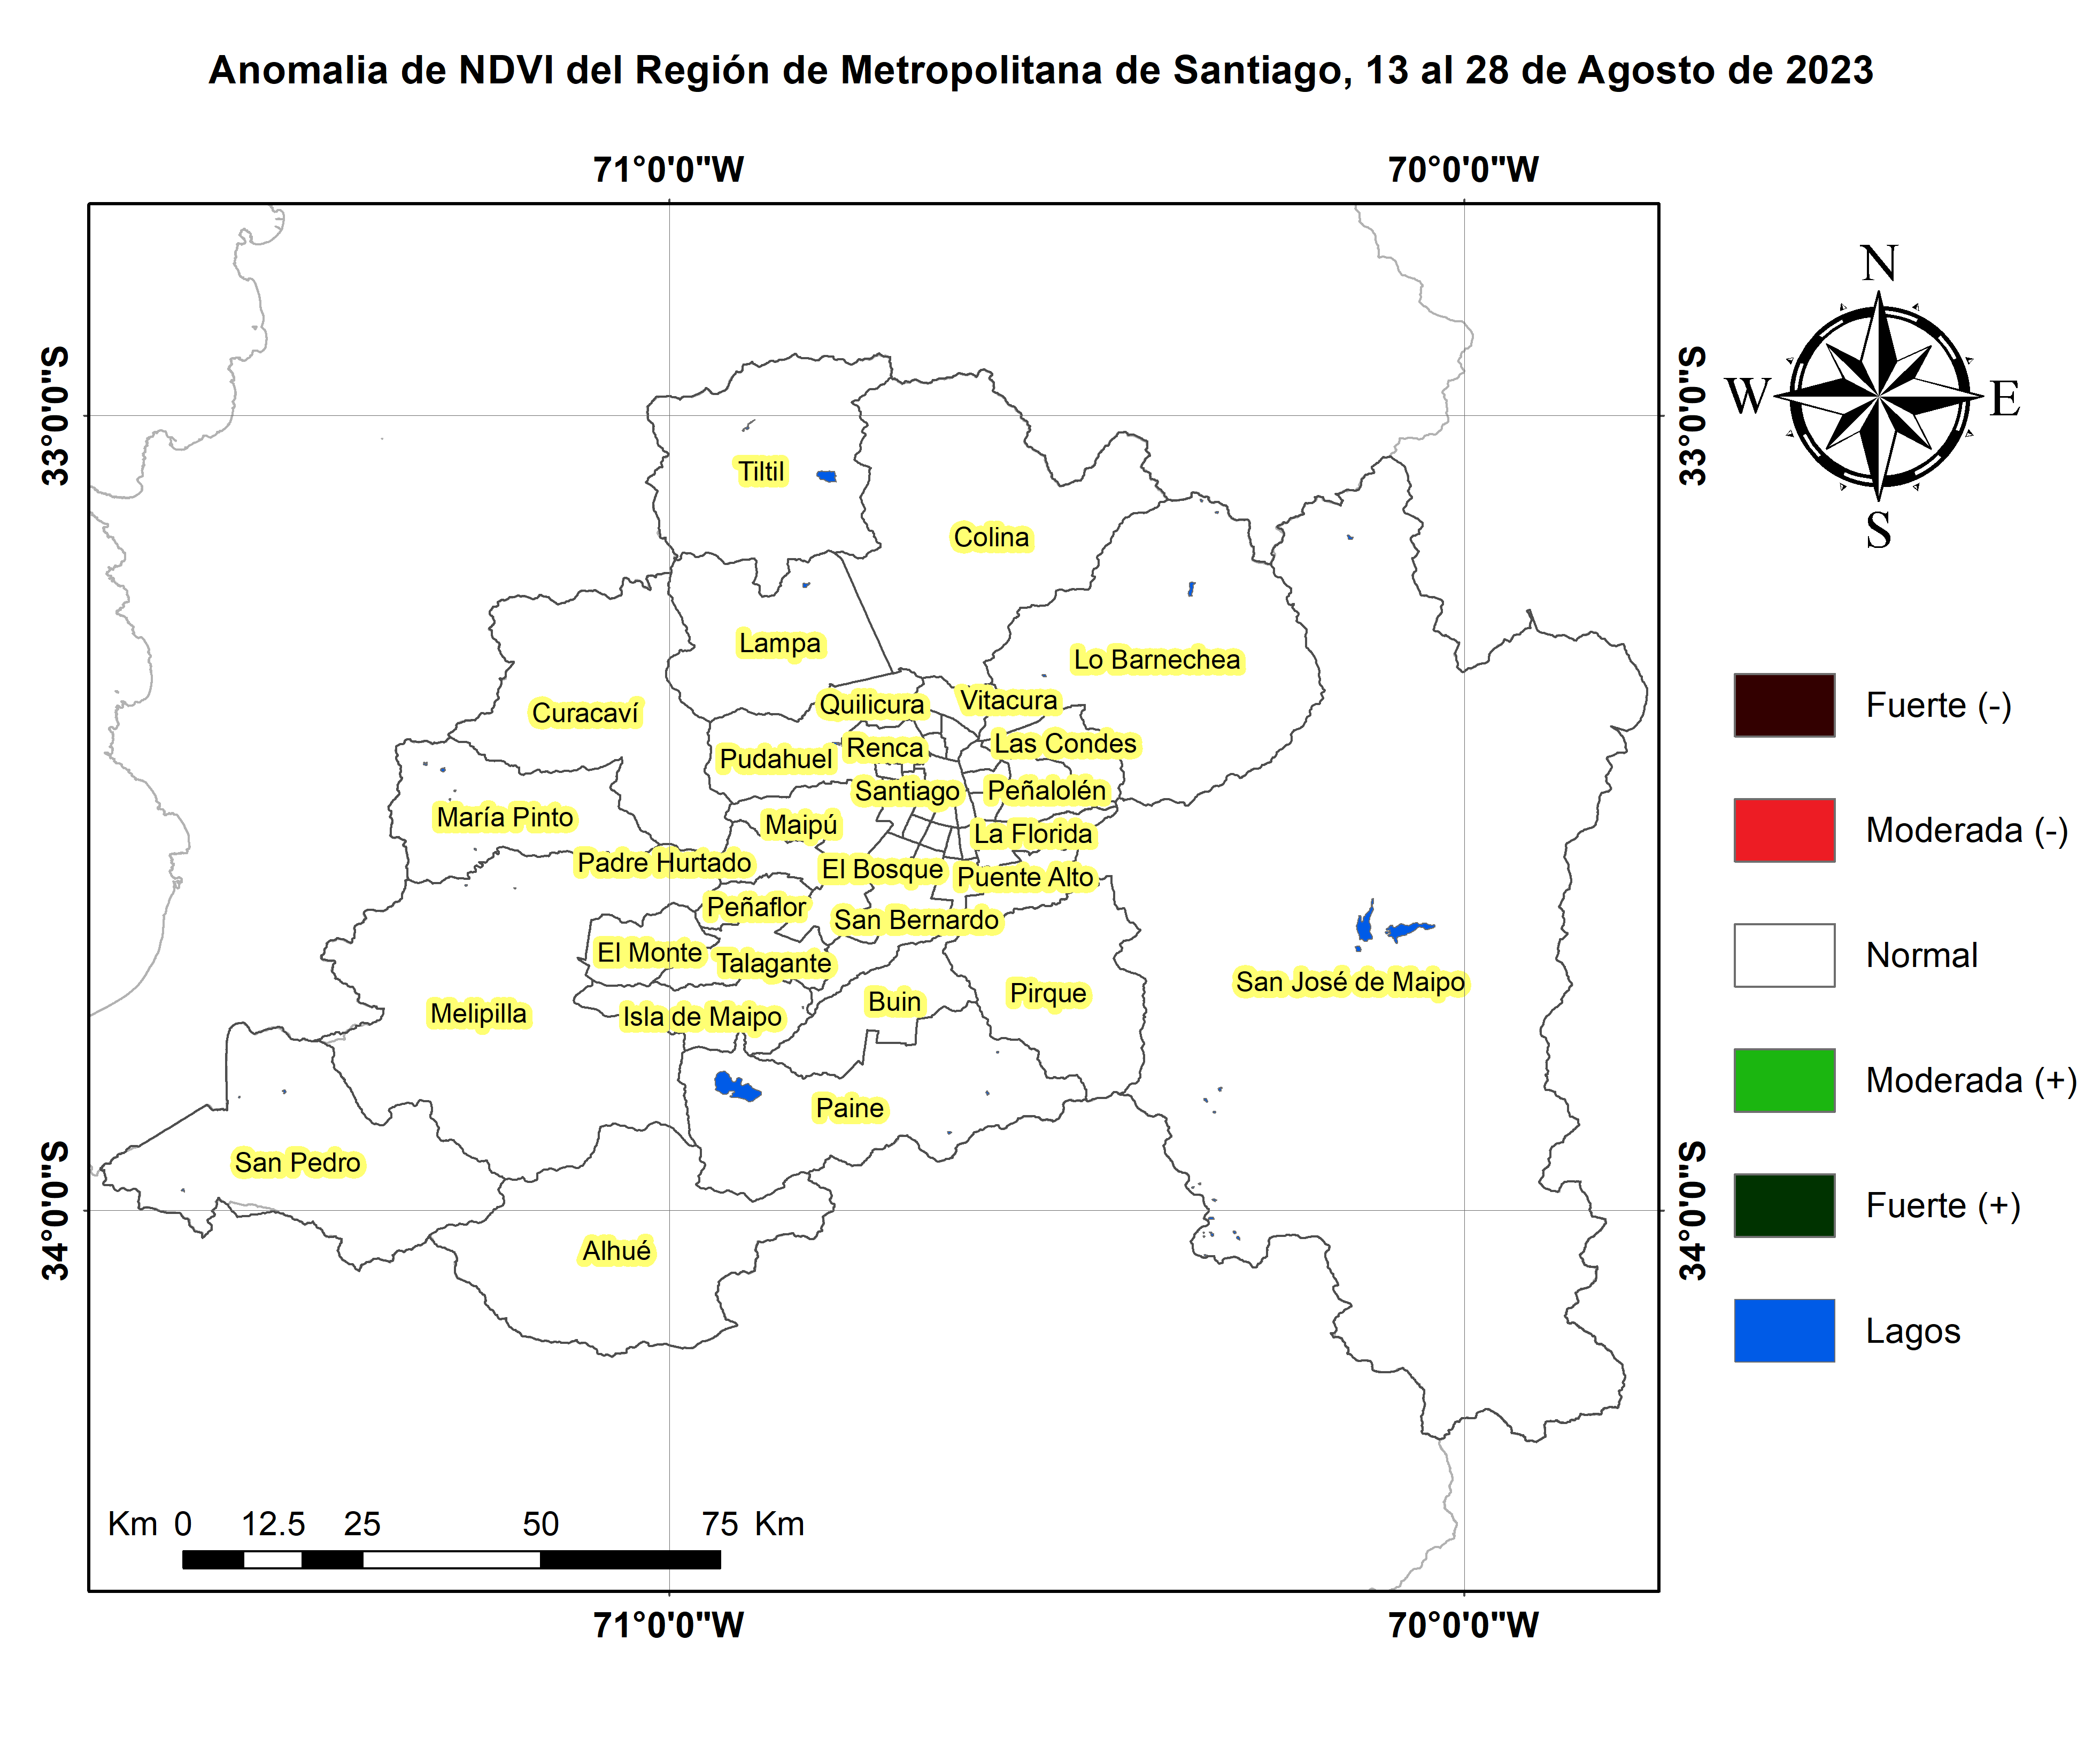 Anomalia de NDVI del Región de Metropolitana de Santiago, 13 al 28 de Agosto de 2023
71°0'0"W
70°0'0"W
33°0'0"S
33°0'0"S
N
W
E
S
Tiltil
Colina
Lampa
Lo Barnechea
Curacaví
Quilicura
Vitacura
Pudahuel
Renca
Las Condes
Santiago
Peñalolén
María Pinto
Maipú
La Florida
Padre Hurtado
El Bosque
Puente Alto
Peñaflor
San Bernardo
El Monte
Talagante
San José de Maipo
Melipilla
Isla de Maipo
Buin
Pirque
Paine
San Pedro
Alhué
34°0'0"S
34°0'0"S
Fuerte (-)
Moderada (-)
Normal
Moderada (+)
Fuerte (+)
Lagos
Km 0 12.5 25 50 75 Km
71°0'0"W
70°0'0"W